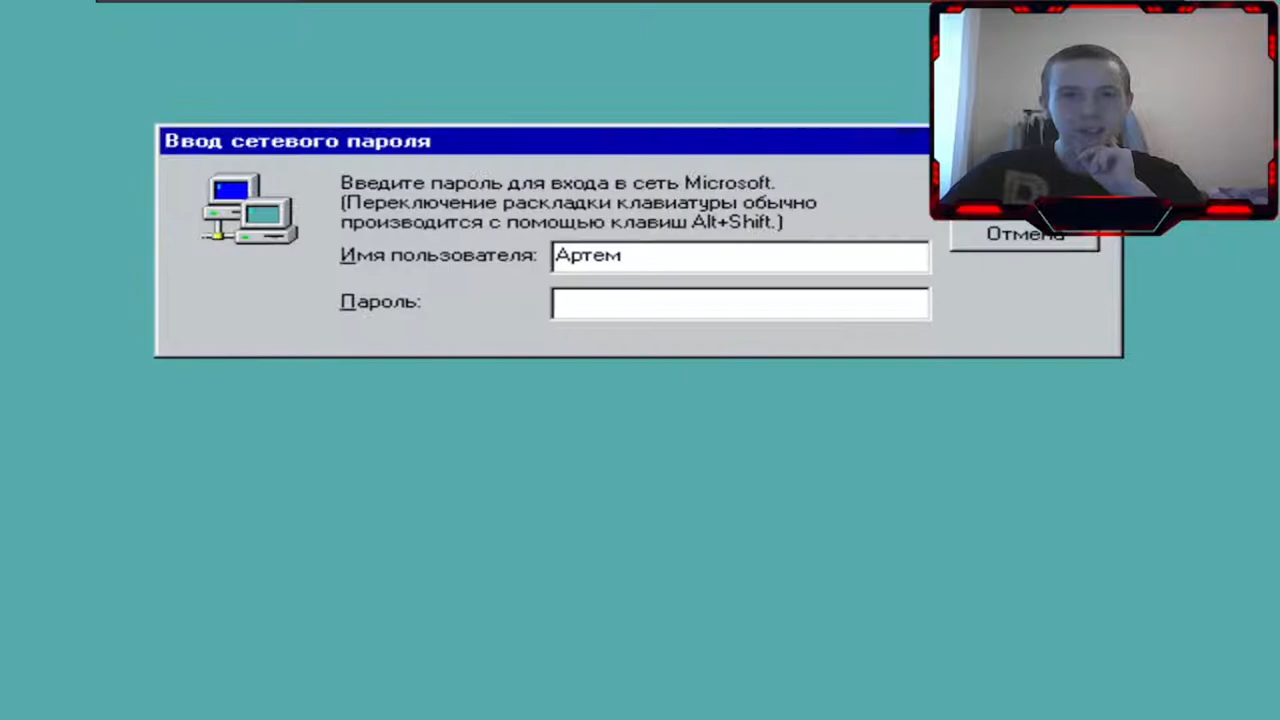 Ввод сетевого пароля
Введите пароль для входа в сеть Microsoft.
(Переключение раскладки клавиатуры обычно
производится с помощью клавиш Alt+Shift.)
Имя пользователя: Артем
Отмена
Пароль: